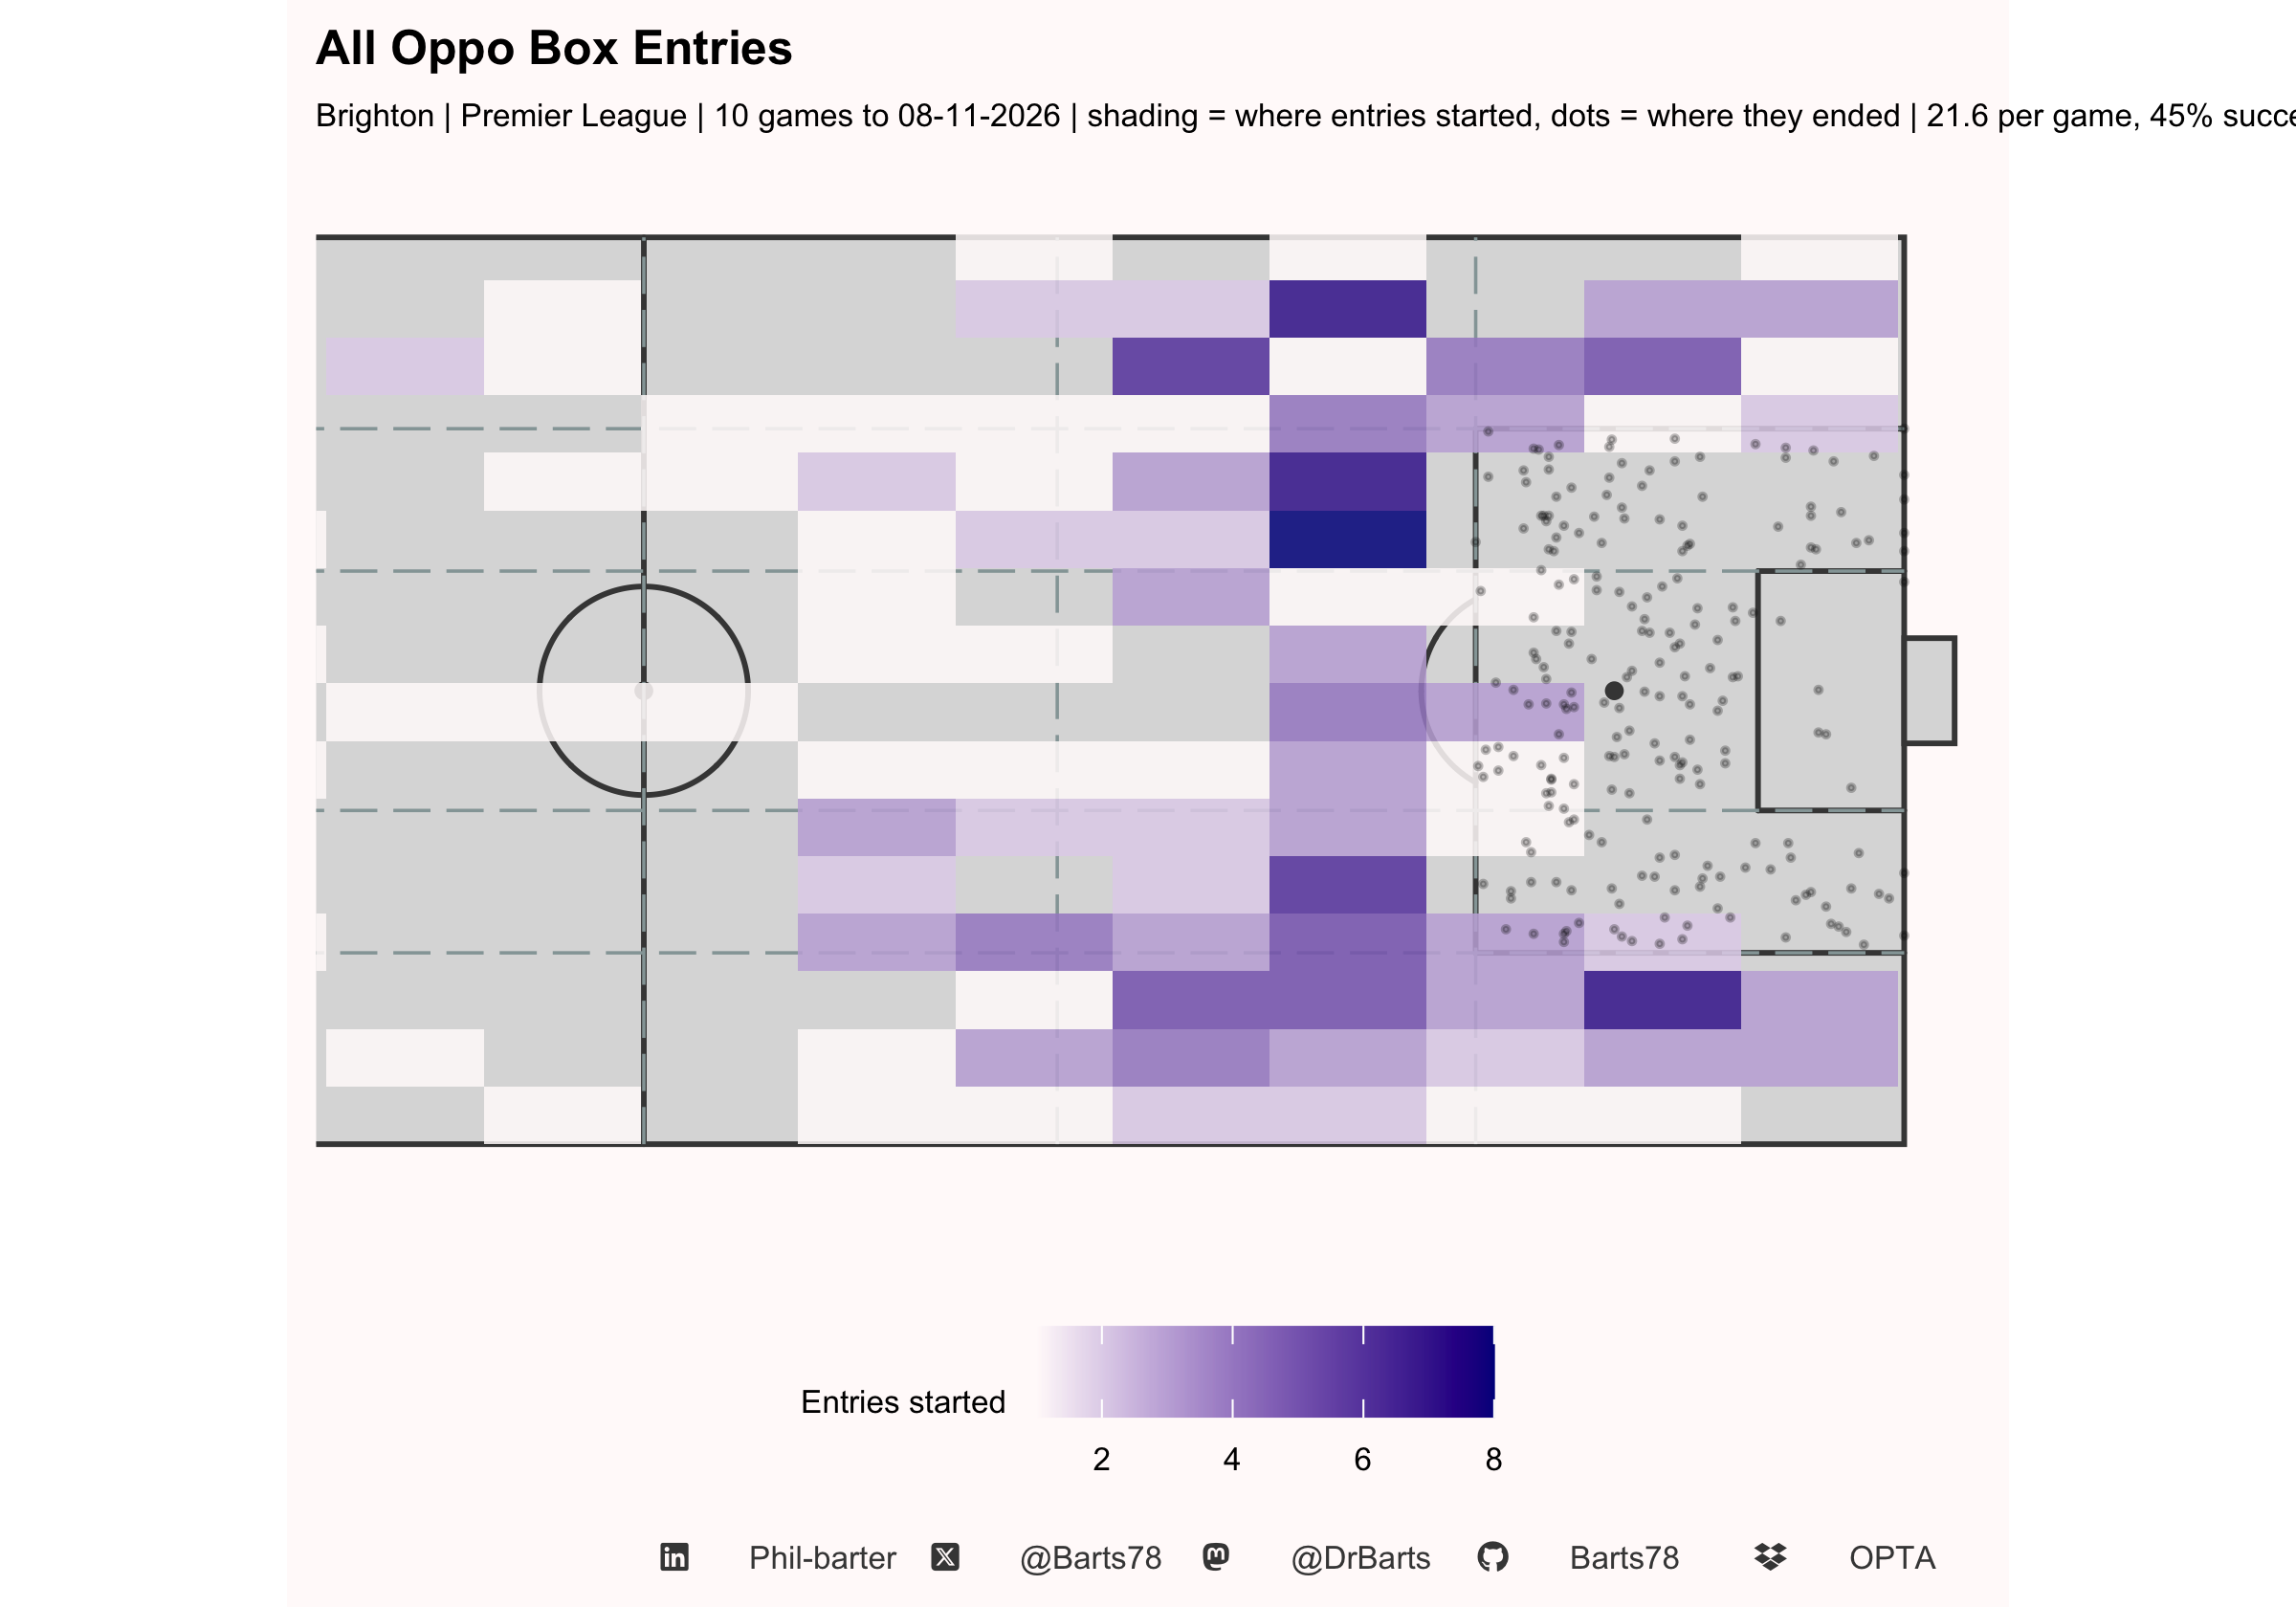 All Oppo Box Entries
Brighton | Premier League | 10 games to 08-11-2026 | shading = where entries started, dots = where they ended | 21.6 per game, 45%
Entries started
2 4 6 8
Phil-barter @Barts78 @DrBarts Barts78 OPTA